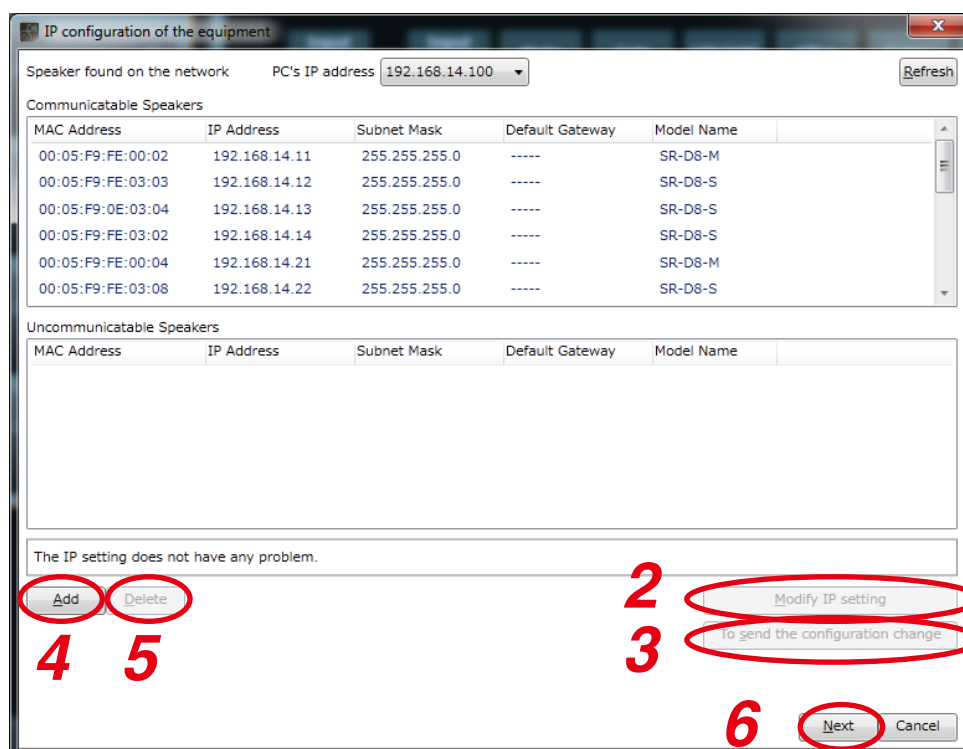 IP configuration of the equipment
Speaker found on the network PC's IP address 192.168.14.100 Refresh
Communicatable Speakers
MAC Address IP Address Subnet Mask Default Gateway Model Name
00:05:F9:FE:00:02 192.168.14.11 255.255.255.0 ----- SR-D8-M
00:05:F9:FE:03:03 192.168.14.12 255.255.255.0 ----- SR-D8-S
00:05:F9:0E:03:04 192.168.14.13 255.255.255.0 ----- SR-D8-S
00:05:F9:FE:03:02 192.168.14.14 255.255.255.0 ----- SR-D8-S
00:05:F9:FE:00:04 192.168.14.21 255.255.255.0 ----- SR-D8-M
00:05:F9:FE:03:08 192.168.14.22 255.255.255.0 ----- SR-D8-S
Uncommunicatable Speakers
MAC Address IP Address Subnet Mask Default Gateway Model Name
The IP setting does not have any problem.
Add Delete 2 Modify IP setting
4 5 3 To send the configuration change
6 Next Cancel